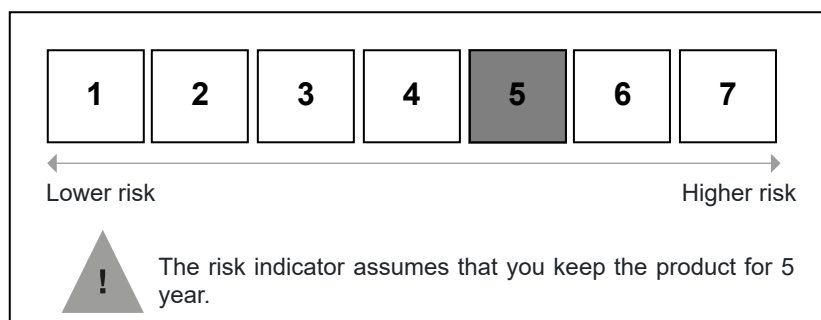 1 2 3 4 5 6 7
Lower risk Higher risk
!
The risk indicator assumes that you keep the product for 5
year.